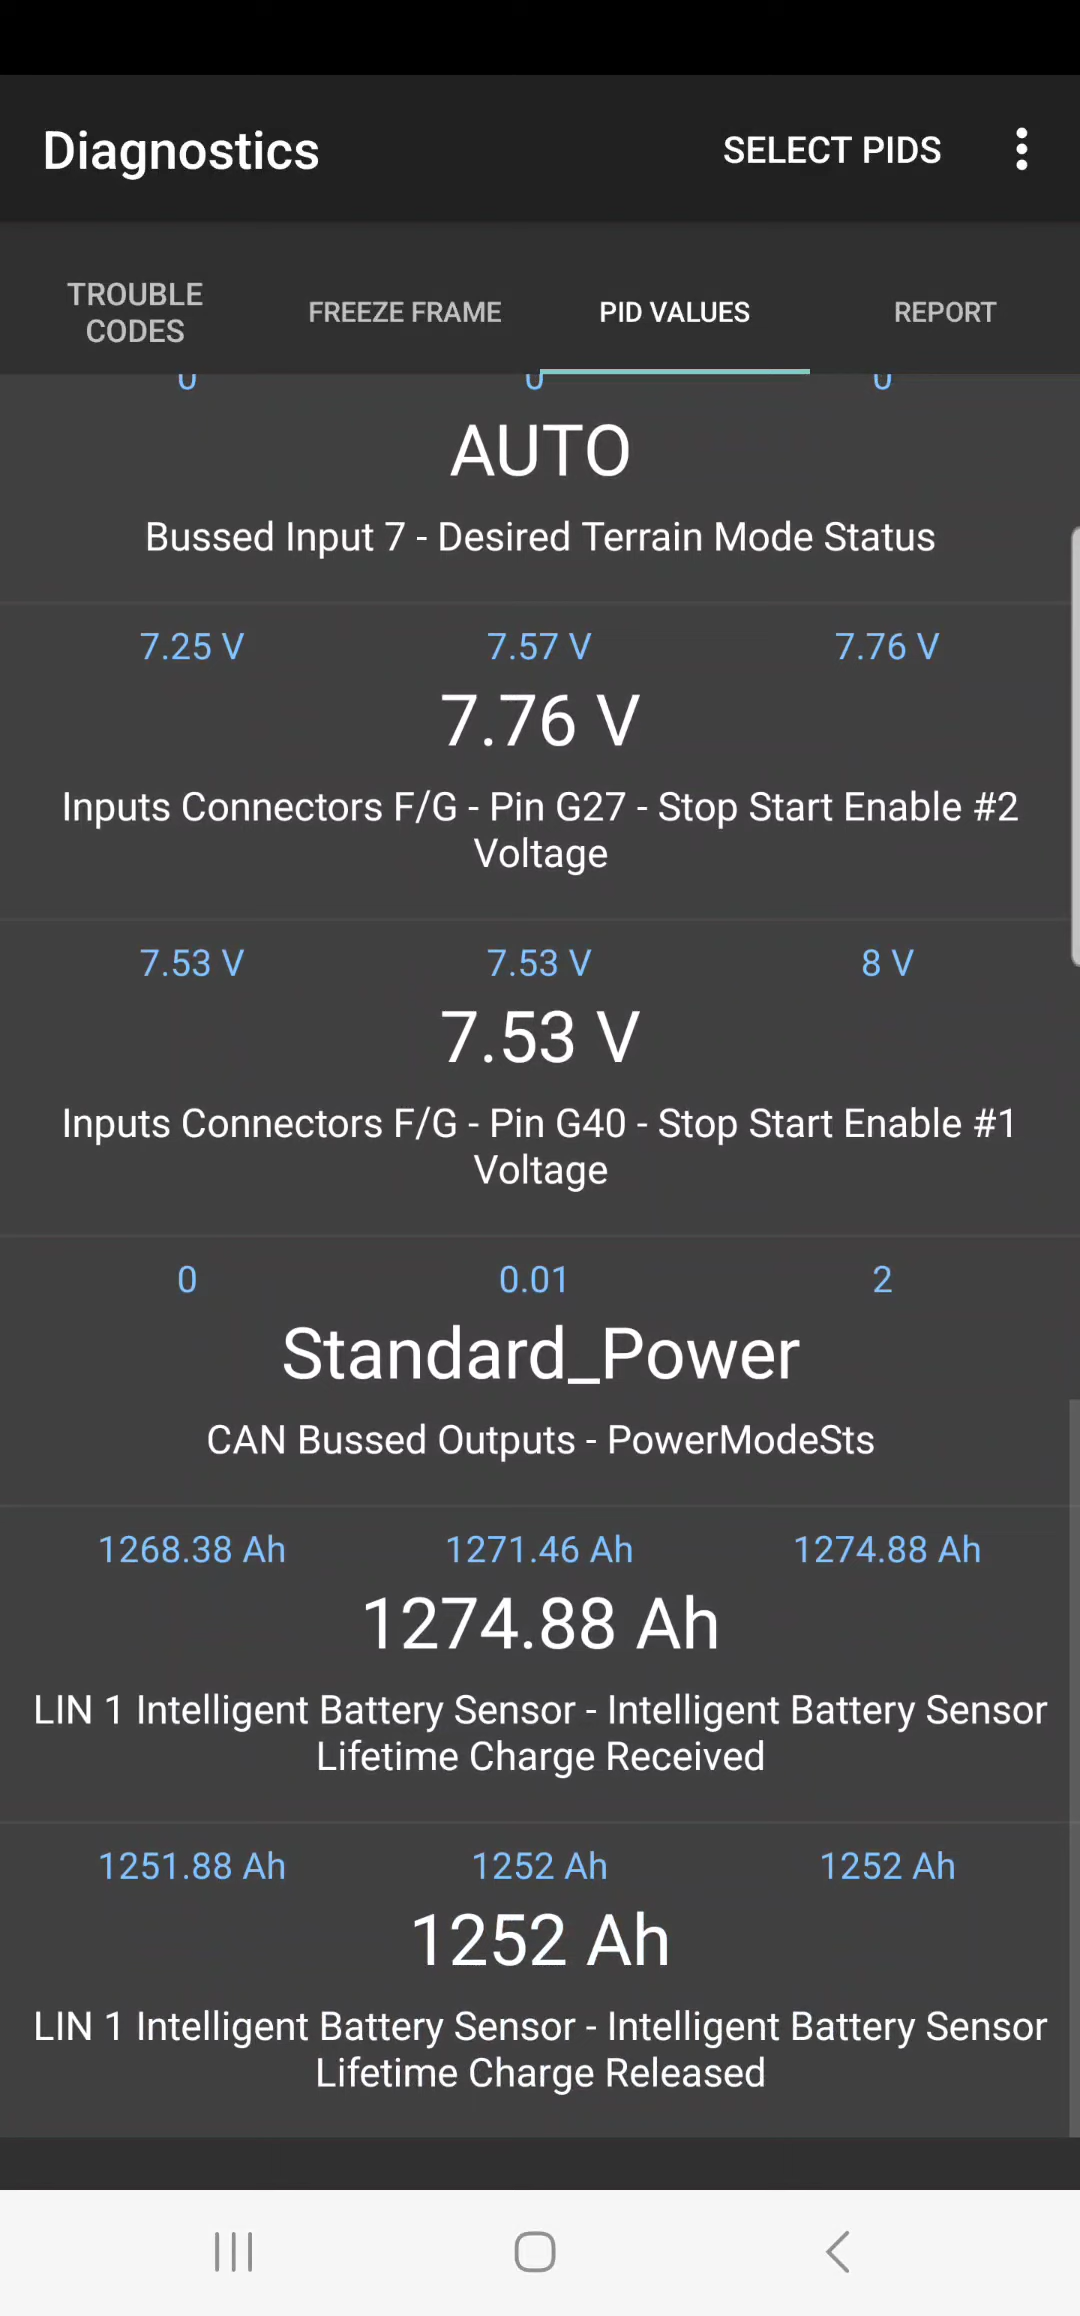 Diagnostics
SELECT PIDS
TROUBLE
CODES
FREEZE FRAME
PID VALUES
REPORT
0 0 0
AUTO
Bussed Input 7 - Desired Terrain Mode Status
7.25 V 7.57 V 7.76 V
7.76 V
Inputs Connectors F/G - Pin G27 - Stop Start Enable #2
Voltage
7.53 V 7.53 V 8 V
7.53 V
Inputs Connectors F/G - Pin G40 - Stop Start Enable #1
Voltage
0 0.01 2
Standard_Power
CAN Bussed Outputs - PowerModeSts
1268.38 Ah 1271.46 Ah 1274.88 Ah
1274.88 Ah
LIN 1 Intelligent Battery Sensor - Intelligent Battery Sensor
Lifetime Charge Received
1251.88 Ah 1252 Ah 1252 Ah
1252 Ah
LIN 1 Intelligent Battery Sensor - Intelligent Battery Sensor
Lifetime Charge Released